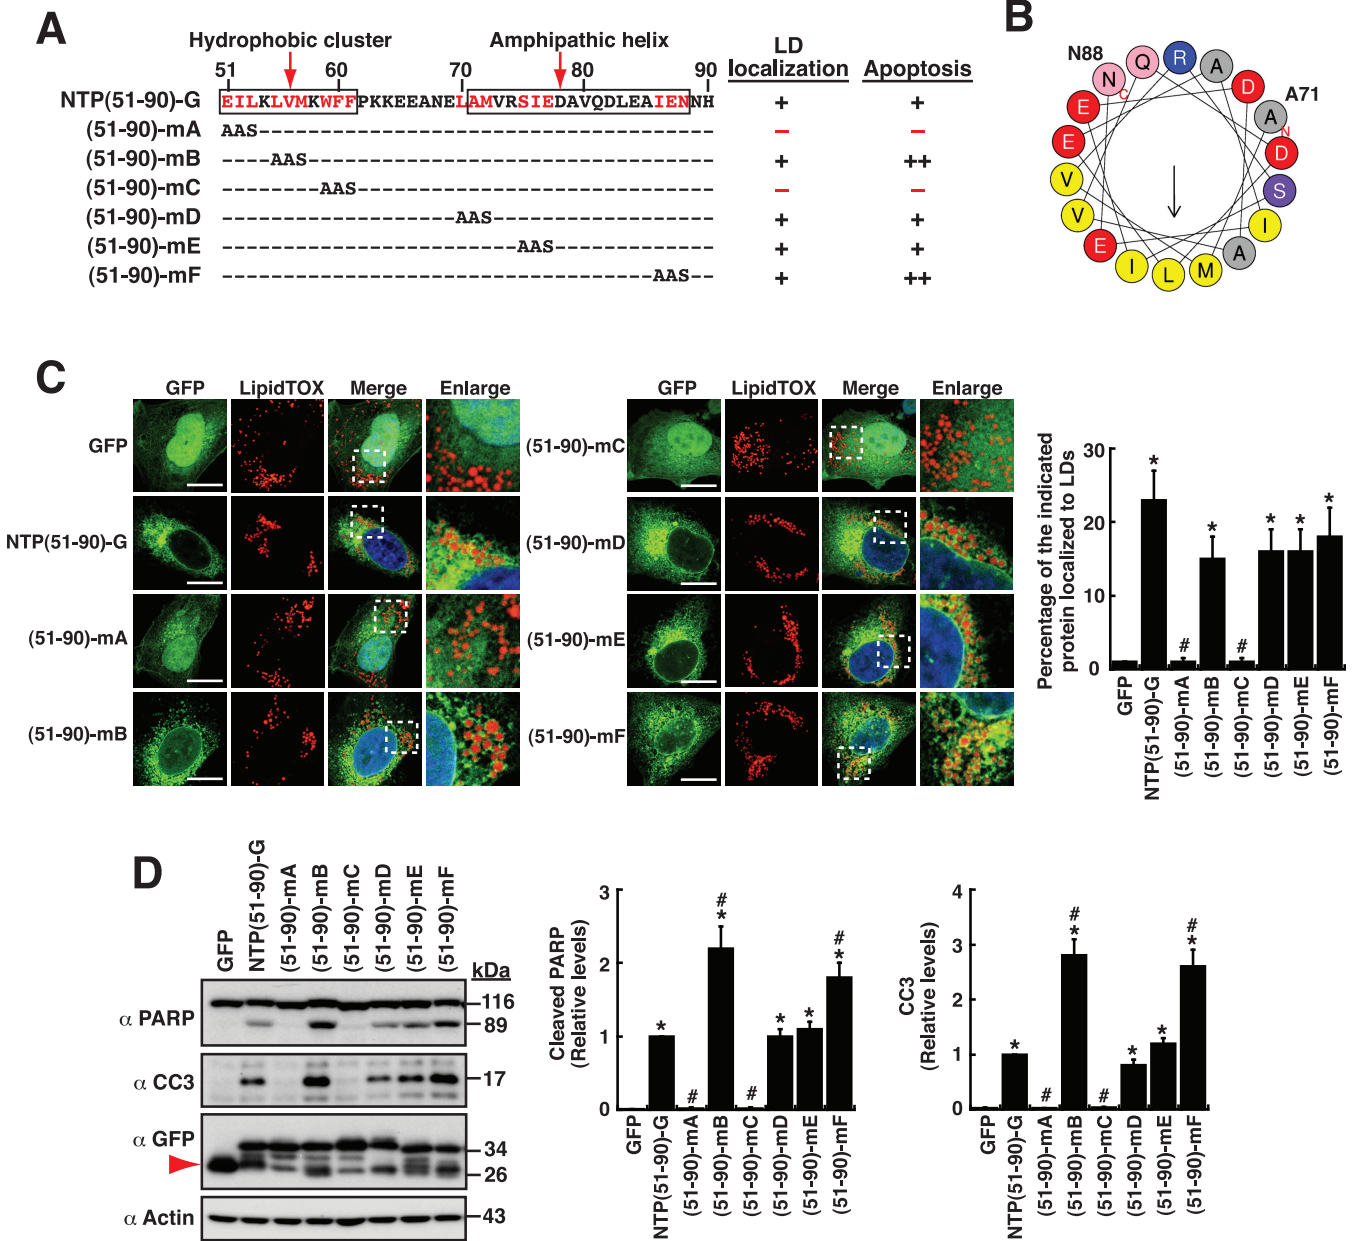 A
B
Hydrophobic cluster
Amphipathic helix
LD localization
Apoptosis
51 60 70 80 90
NTP(51-90)-G EILKLVMKWFFPKKEEANELAMVRSIEDAVQDLEAIENNH + +
(51-90)-mA AAS------------------------------------- − −
(51-90)-mB ----AAS--------------------------------- + ++
(51-90)-mC --------AAS----------------------------- − −
(51-90)-mD -------------------AAS------------------ + +
(51-90)-mE ------------------------AAS------------- + +
(51-90)-mF -----------------------------------AAS-- + ++
N88
A71
N Q R A D A D S I A M L I E V V E E
C
N
C
GFP LipidTOX Merge Enlarge
GFP
NTP(51-90)-G
(51-90)-mA
(51-90)-mB
GFP LipidTOX Merge Enlarge
(51-90)-mC
(51-90)-mD
(51-90)-mE
(51-90)-mF
Percentage of the indicated
protein localized to LDs
30
20
10
0
* # * # * * *
GFP
NTP(51-90)-G
(51-90)-mA
(51-90)-mB
(51-90)-mC
(51-90)-mD
(51-90)-mE
(51-90)-mF
D
GFP
NTP(51-90)-G
(51-90)-mA
(51-90)-mB
(51-90)-mC
(51-90)-mD
(51-90)-mE
(51-90)-mF
kDa
α PARP
116
89
α CC3
17
α GFP
34
26
α Actin
43
Cleaved PARP
(Relative levels)
3
2
1
0
* # # * # * * # *
GFP
NTP(51-90)-G
(51-90)-mA
(51-90)-mB
(51-90)-mC
(51-90)-mD
(51-90)-mE
(51-90)-mF
CC3
(Relative levels)
4
3
2
1
0
* # # * # * * # *
GFP
NTP(51-90)-G
(51-90)-mA
(51-90)-mB
(51-90)-mC
(51-90)-mD
(51-90)-mE
(51-90)-mF